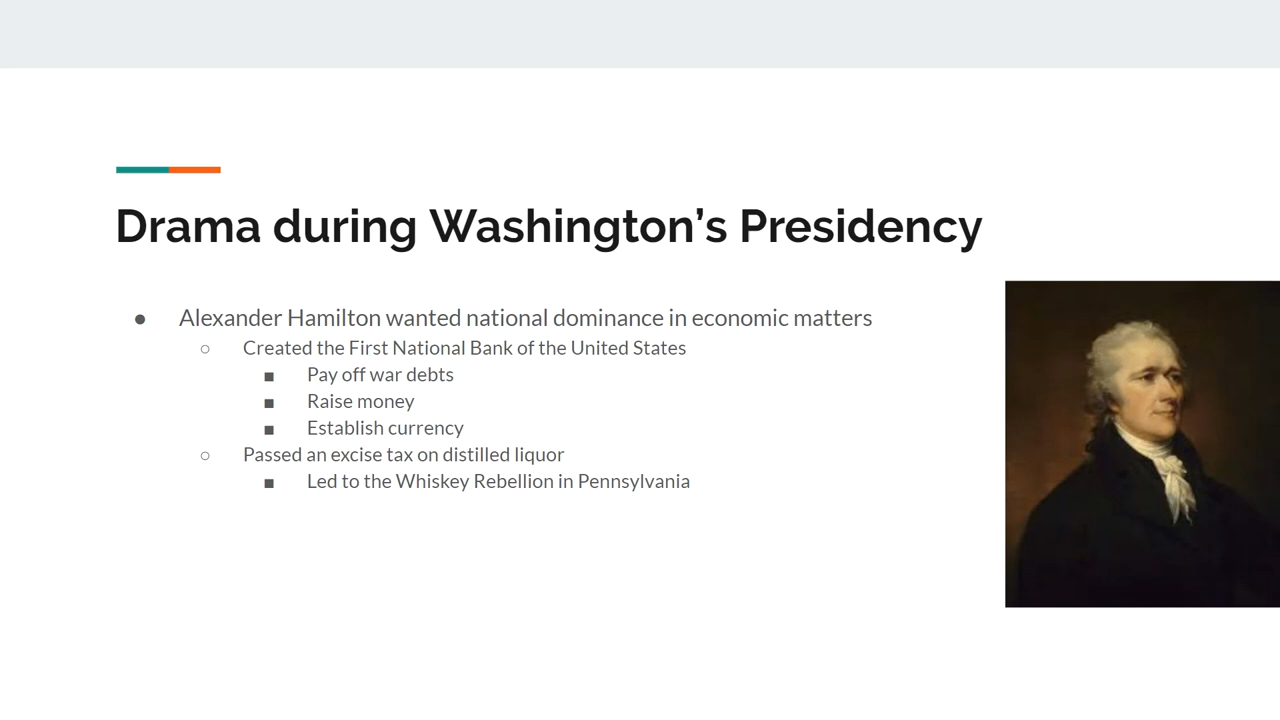 Drama during Washington’s Presidency
● Alexander Hamilton wanted national dominance in economic matters
○ Created the First National Bank of the United States
■ Pay off war debts
■ Raise money
■ Establish currency
○ Passed an excise tax on distilled liquor
■ Led to the Whiskey Rebellion in Pennsylvania